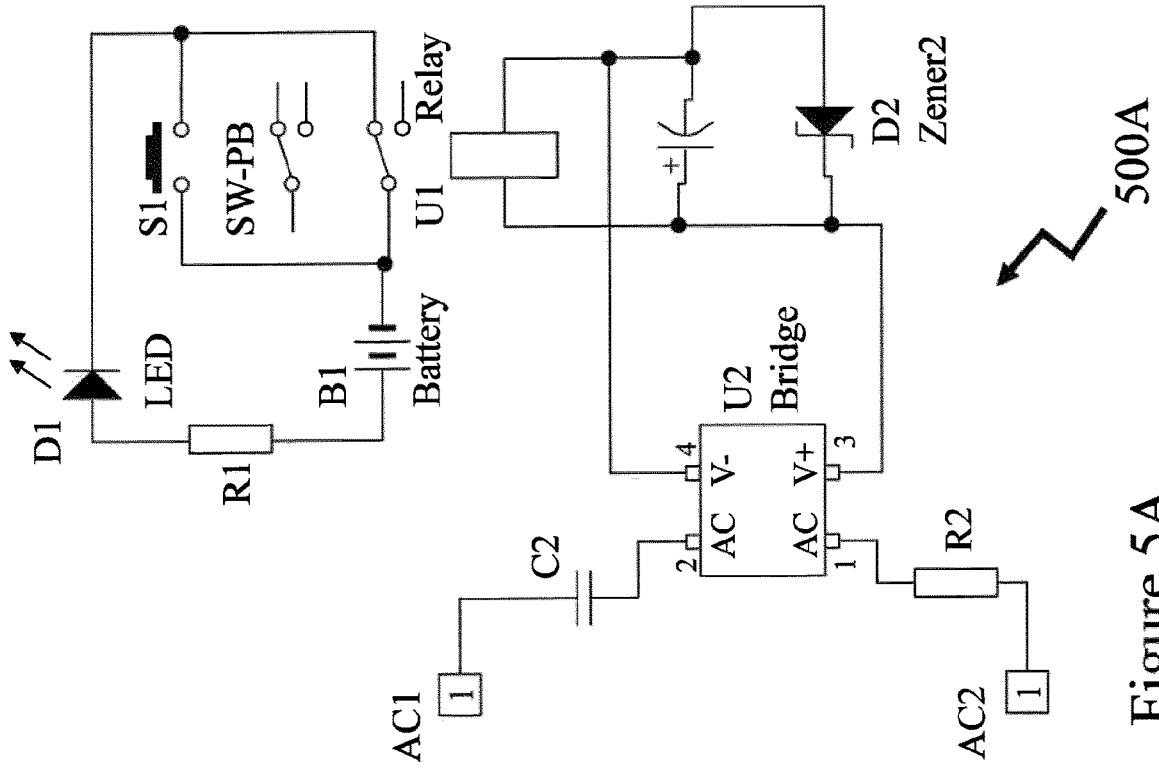 D1
LED
S1
R1
SW-PB
B1
Battery
U1
Relay
AC1
1
C2
2
AC
4
V-
U2
Bridge
1
AC
3
V+
+
D2
Zener2
R2
AC2
1
500A
Figure 5A